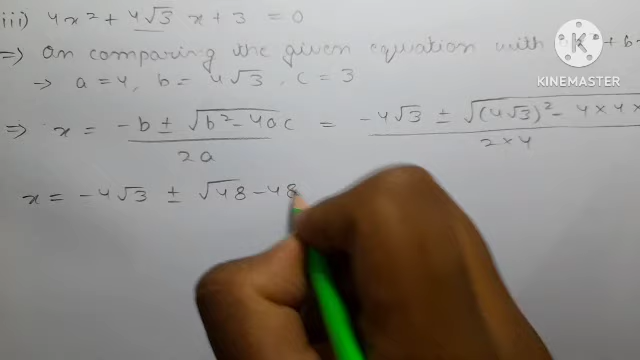 iii) 4x² + 4√3 x + 3 = 0
=> on comparing the given equation with
KINEMASTER
-> a = 4, b = 4√3, c = 3
=> x = -b ± √b² - 4ac / 2a = -4√3 ± √(4√3)² - 4×4× / 2×4
x = -4√3 ± √48 - 48